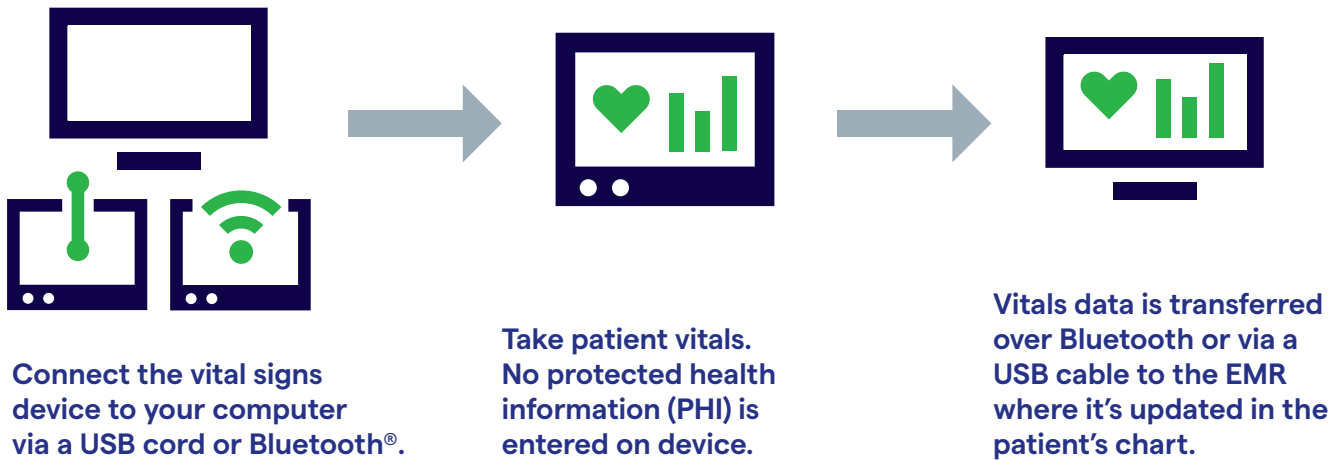 Connect the vital signs
device to your computer
via a USB cord or Bluetooth®.
Take patient vitals.
No protected health
information (PHI) is
entered on device.
Vitals data is transferred
over Bluetooth or via a
USB cable to the EMR
where it’s updated in the
patient’s chart.